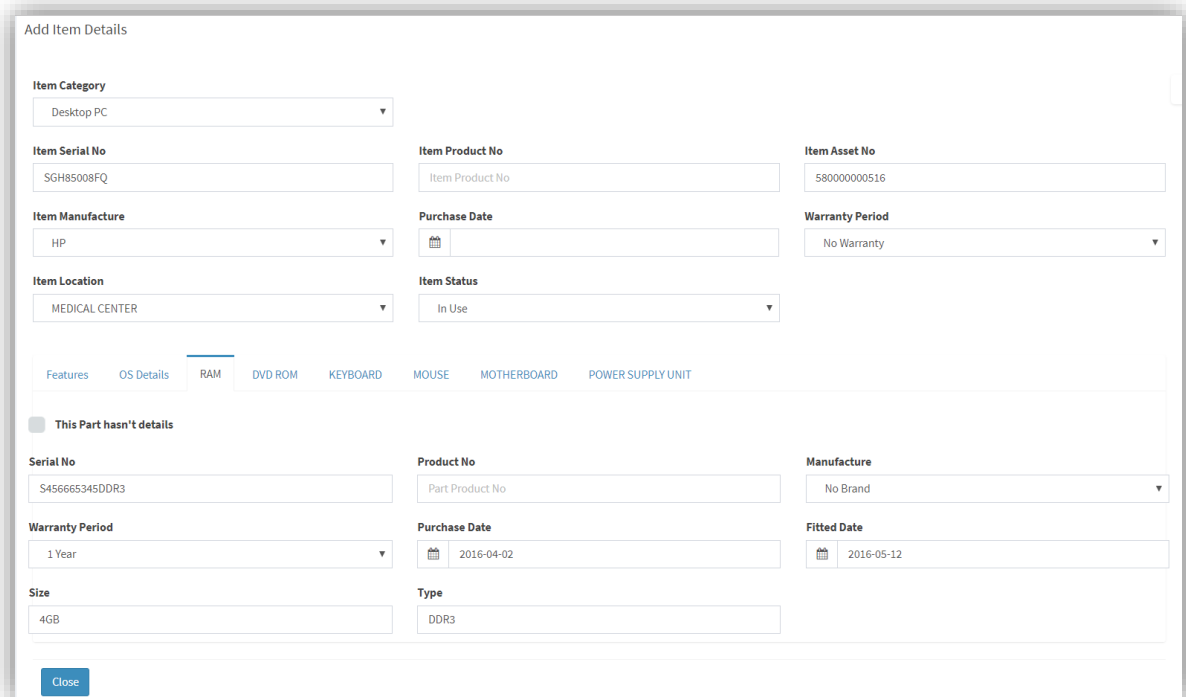 Add Item Details
Item Category
Desktop PC
Item Serial No Item Product No Item Asset No
SGH85008FQ Item Product No 580000000516
Item Manufacture Purchase Date Warranty Period
HP No Warranty
Item Location Item Status
MEDICAL CENTER In Use
Features OS Details RAM DVD ROM KEYBOARD MOUSE MOTHERBOARD POWER SUPPLY UNIT
This Part hasn't details
Serial No Product No Manufacture
S456665345DDR3 Part Product No No Brand
Warranty Period Purchase Date Fitted Date
1 Year 2016-04-02 2016-05-12
Size Type
4GB DDR3
Close